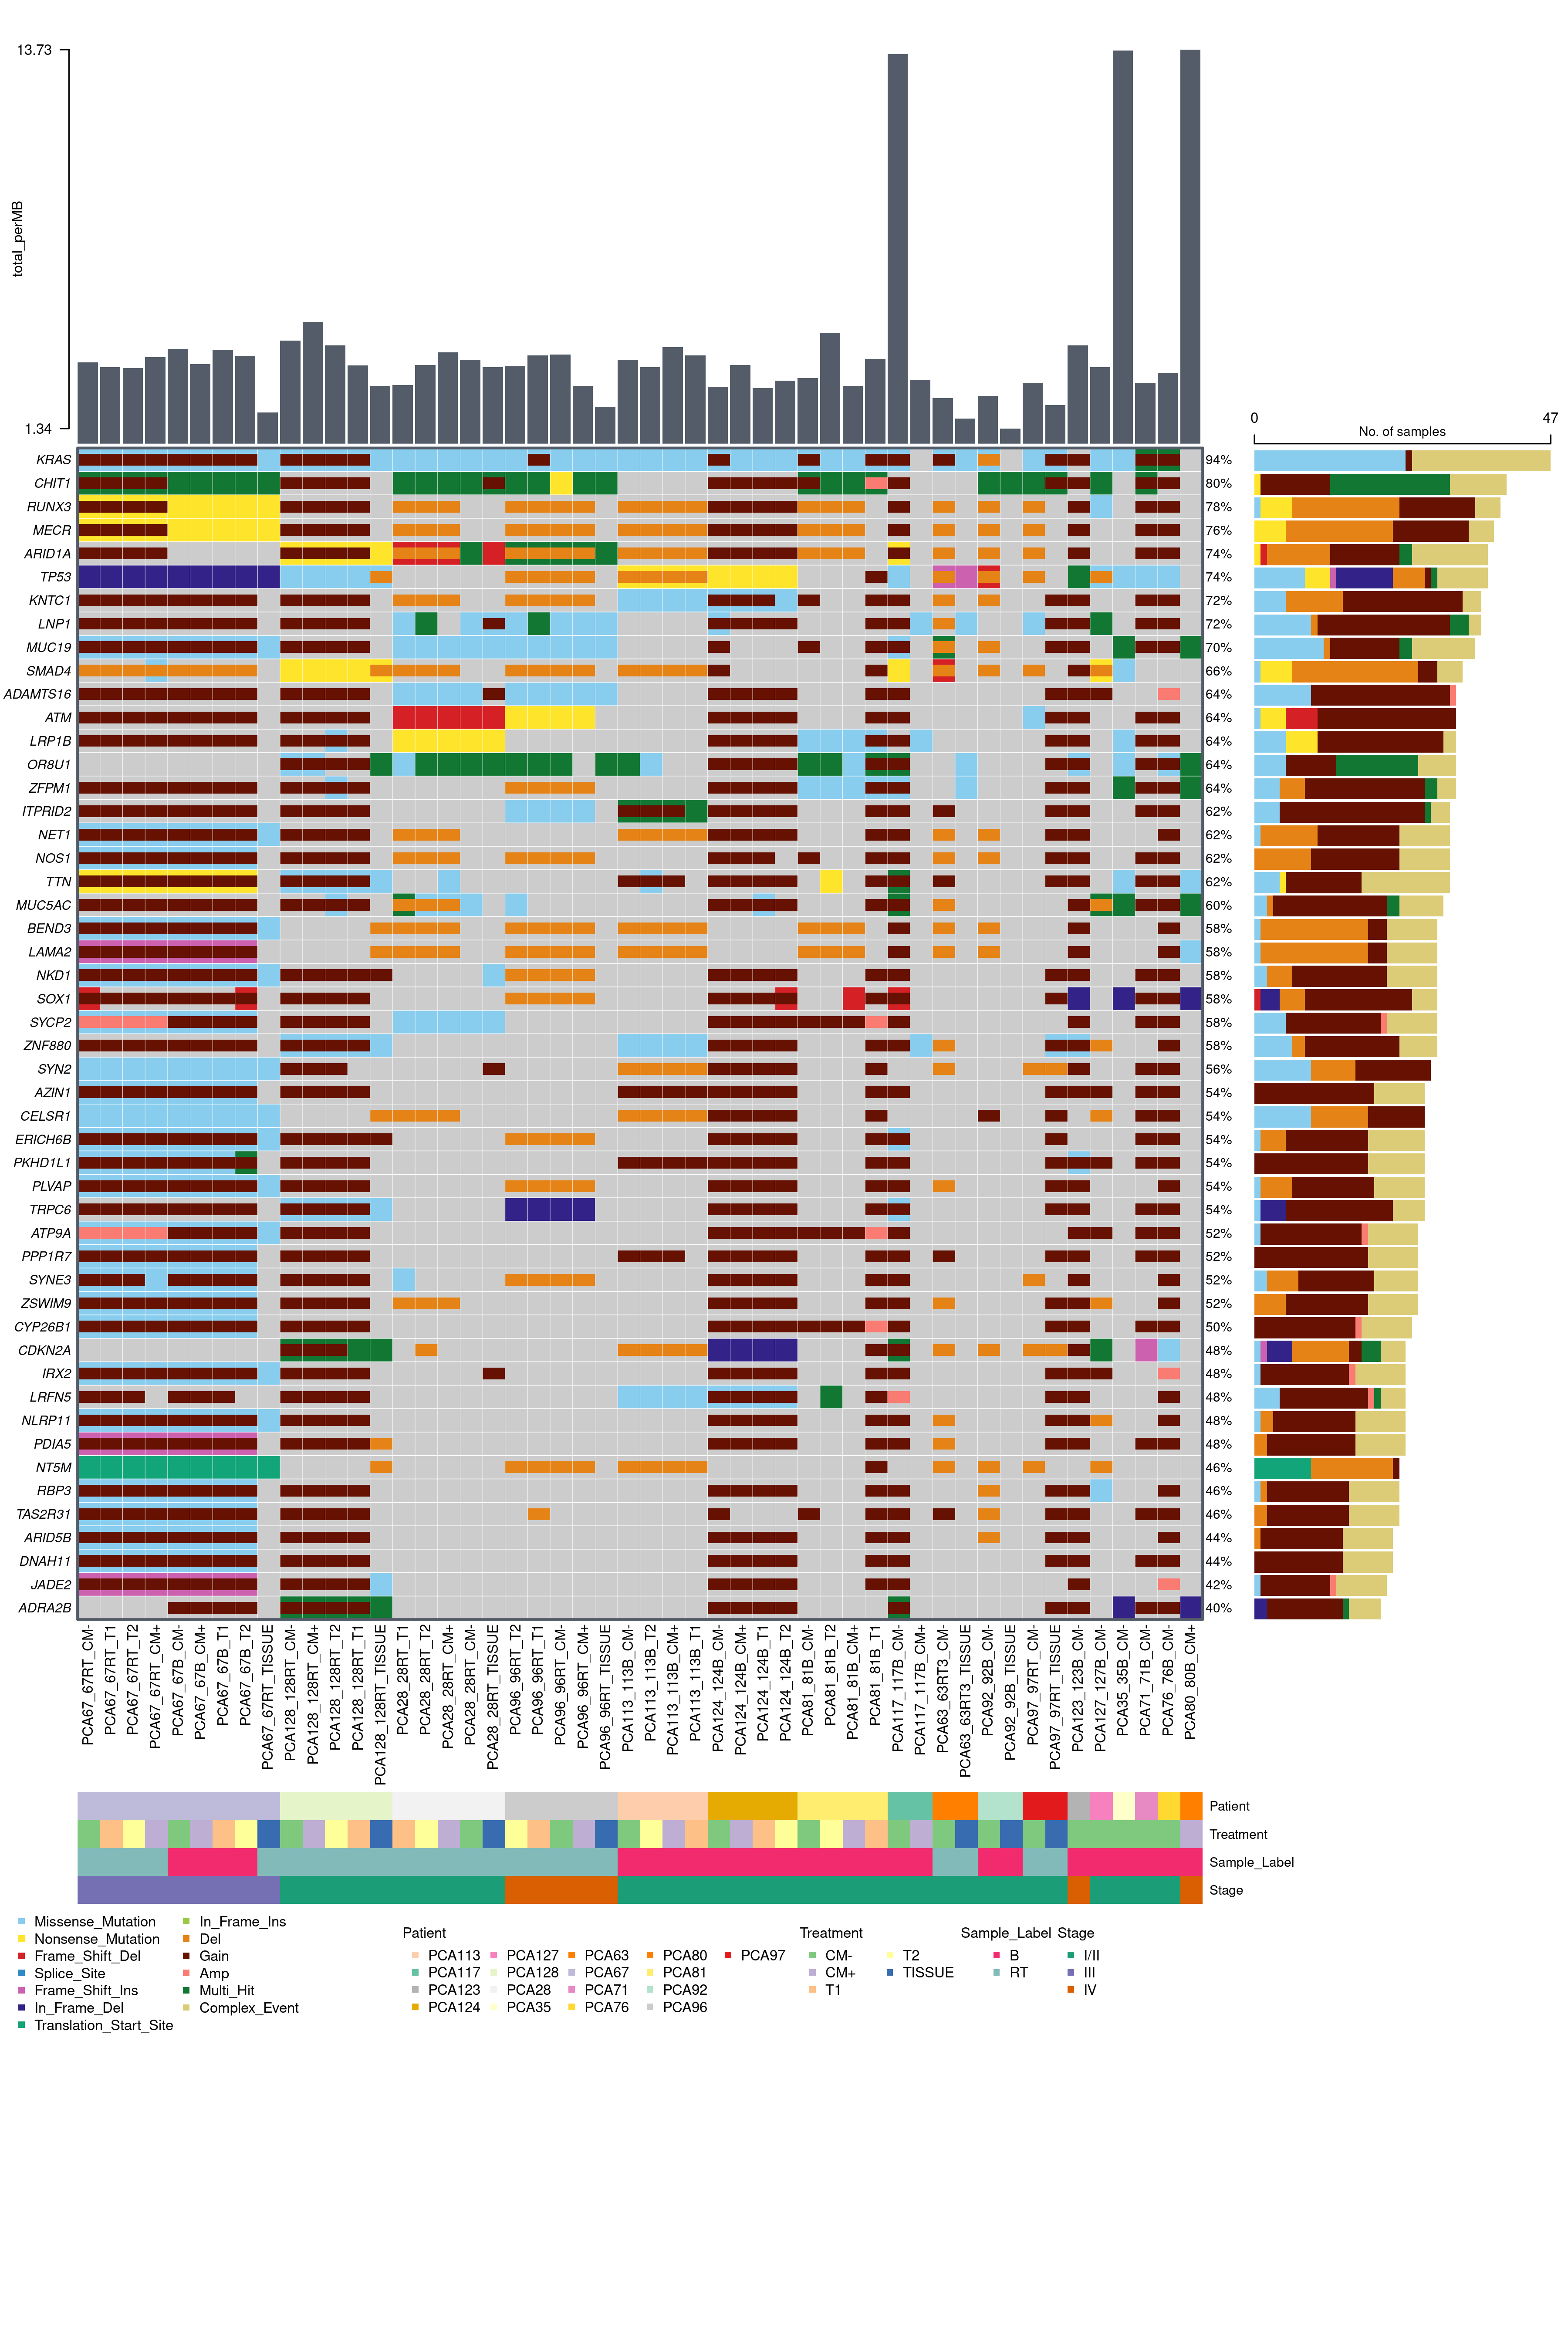 13.73
total_perMB
1.34
0 47
No. of samples
KRAS 94%
CHIT1 80%
RUNX3 78%
MECR 76%
ARID1A 74%
TP53 74%
KNTC1 72%
LNP1 72%
MUC19 70%
SMAD4 66%
ADAMTS16 64%
ATM 64%
LRP1B 64%
OR8U1 64%
ZFPM1 64%
ITPRID2 62%
NET1 62%
NOS1 62%
TTN 62%
MUC5AC 60%
BEND3 58%
LAMA2 58%
NKD1 58%
SOX1 58%
SYCP2 58%
ZNF880 58%
SYN2 56%
AZIN1 54%
CELSR1 54%
ERICH6B 54%
PKHD1L1 54%
PLVAP 54%
TRPC6 54%
ATP9A 52%
PPP1R7 52%
SYNE3 52%
ZSWIM9 52%
CYP26B1 50%
CDKN2A 48%
IRX2 48%
LRFN5 48%
NLRP11 48%
PDIA5 48%
NT5M 46%
RBP3 46%
TAS2R31 46%
ARID5B 44%
DNAH11 44%
JADE2 42%
ADRA2B 40%
PCA67_67RT_CM-
PCA67_67RT_T1
PCA67_67RT_T2
PCA67_67RT_CM+
PCA67_67B_CM-
PCA67_67B_CM+
PCA67_67B_T1
PCA67_67B_T2
PCA67_67RT_TISSUE
PCA128_128RT_CM-
PCA128_128RT_CM+
PCA128_128RT_T2
PCA128_128RT_T1
PCA128_128RT_TISSUE
PCA28_28RT_T1
PCA28_28RT_T2
PCA28_28RT_CM+
PCA28_28RT_CM-
PCA28_28RT_TISSUE
PCA96_96RT_T2
PCA96_96RT_T1
PCA96_96RT_CM-
PCA96_96RT_CM+
PCA96_96RT_TISSUE
PCA113_113B_CM-
PCA113_113B_T2
PCA113_113B_CM+
PCA113_113B_T1
PCA124_124B_CM-
PCA124_124B_CM+
PCA124_124B_T1
PCA124_124B_T2
PCA81_81B_CM-
PCA81_81B_T2
PCA81_81B_CM+
PCA81_81B_T1
PCA117_117B_CM-
PCA117_117B_CM+
PCA63_63RT3_CM-
PCA63_63RT3_TISSUE
PCA92_92B_CM-
PCA92_92B_TISSUE
PCA97_97RT_CM-
PCA97_97RT_TISSUE
PCA123_123B_CM-
PCA127_127B_CM-
PCA35_35B_CM-
PCA71_71B_CM-
PCA76_76B_CM-
PCA80_80B_CM+
Patient
Treatment
Sample_Label
Stage
Missense_Mutation
Nonsense_Mutation
Frame_Shift_Del
Splice_Site
Frame_Shift_Ins
In_Frame_Del
Translation_Start_Site
In_Frame_Ins
Del
Gain
Amp
Multi_Hit
Complex_Event
Patient
PCA113 PCA127 PCA63 PCA80 PCA97
PCA117 PCA128 PCA67 PCA81
PCA123 PCA28 PCA71 PCA92
PCA124 PCA35 PCA76 PCA96
Treatment
CM- T2
CM+ TISSUE
T1
Sample_Label
B
RT
Stage
I/II
III
IV